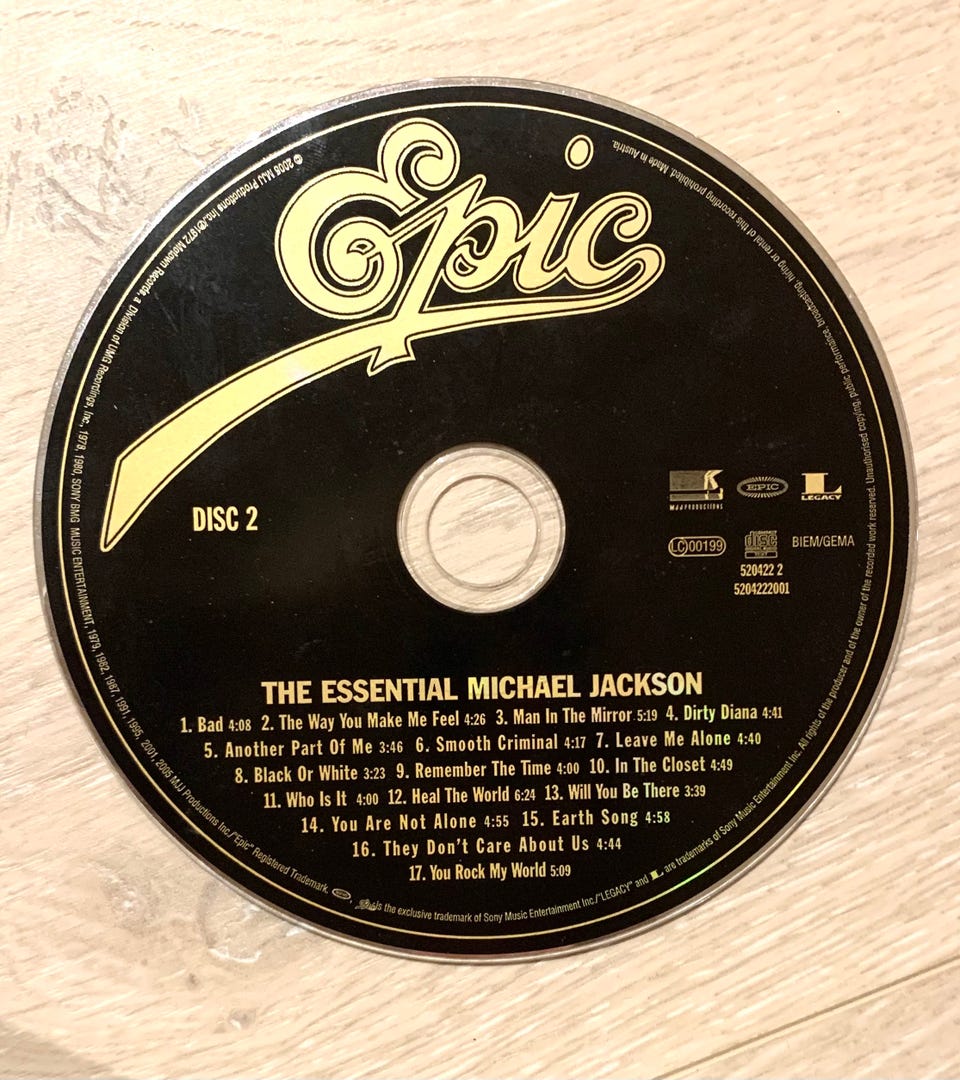 Epic
DISC 2
MJJ PRODUCTIONS
EPIC
LEGACY
LC 00199
COMPACT
disc
DIGITAL AUDIO
BIEM/GEMA
520422 2
5204222001
THE ESSENTIAL MICHAEL JACKSON
1. Bad 4:08 2. The Way You Make Me Feel 4:26 3. Man In The Mirror 5:19 4. Dirty Diana 4:41
5. Another Part Of Me 3:46 6. Smooth Criminal 4:17 7. Leave Me Alone 4:40
8. Black Or White 3:23 9. Remember The Time 4:00 10. In The Closet 4:49
11. Who Is It 4:00 12. Heal The World 6:24 13. Will You Be There 3:39
14. You Are Not Alone 4:55 15. Earth Song 4:58
16. They Don't Care About Us 4:44
17. You Rock My World 5:09
© 2005 MJJ Productions Inc./℗ 1972 Motown Records, a Division of UMG Recordings, Inc., 1978, 1980, SONY BMG MUSIC ENTERTAINMENT, 1979, 1982, 1987, 1991, 1995, 2001, 2005 MJJ Productions Inc./"Epic" Registered Trademark. EPIC, Epic is the exclusive trademark of Sony Music Entertainment Inc./"LEGACY" and L are trademarks of Sony Music Entertainment Inc. All rights of the producer and of the owner of the recorded work reserved. Unauthorised copying, public performance, broadcasting, hiring or rental of this recording prohibited. Made in Austria.